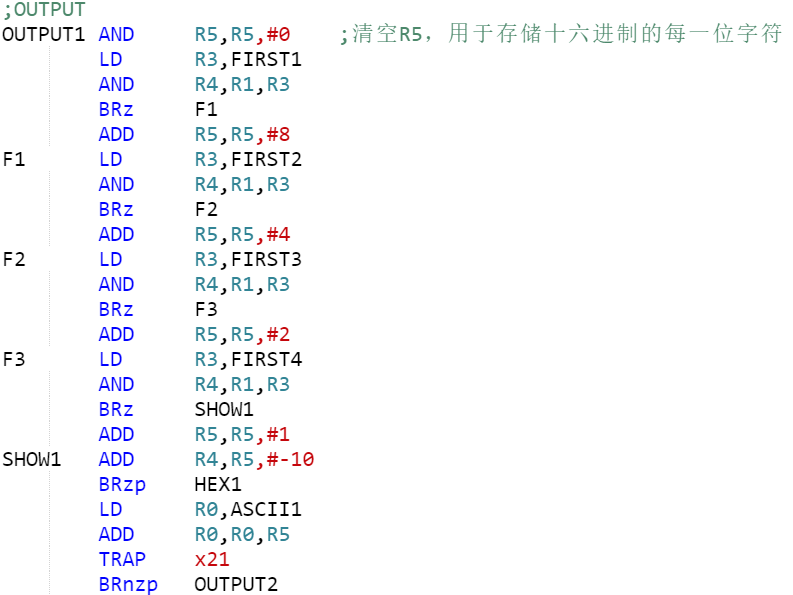 ;OUTPUT
OUTPUT1 AND R5,R5,#0 ;清空R5，用于存储十六进制的每一位字符
LD R3,FIRST1
AND R4,R1,R3
BRz F1
ADD R5,R5,#8
F1 LD R3,FIRST2
AND R4,R1,R3
BRz F2
ADD R5,R5,#4
F2 LD R3,FIRST3
AND R4,R1,R3
BRz F3
ADD R5,R5,#2
F3 LD R3,FIRST4
AND R4,R1,R3
BRz SHOW1
ADD R5,R5,#1
SHOW1 ADD R4,R5,#-10
BRzp HEX1
LD R0,ASCII1
ADD R0,R0,R5
TRAP x21
BRnzp OUTPUT2